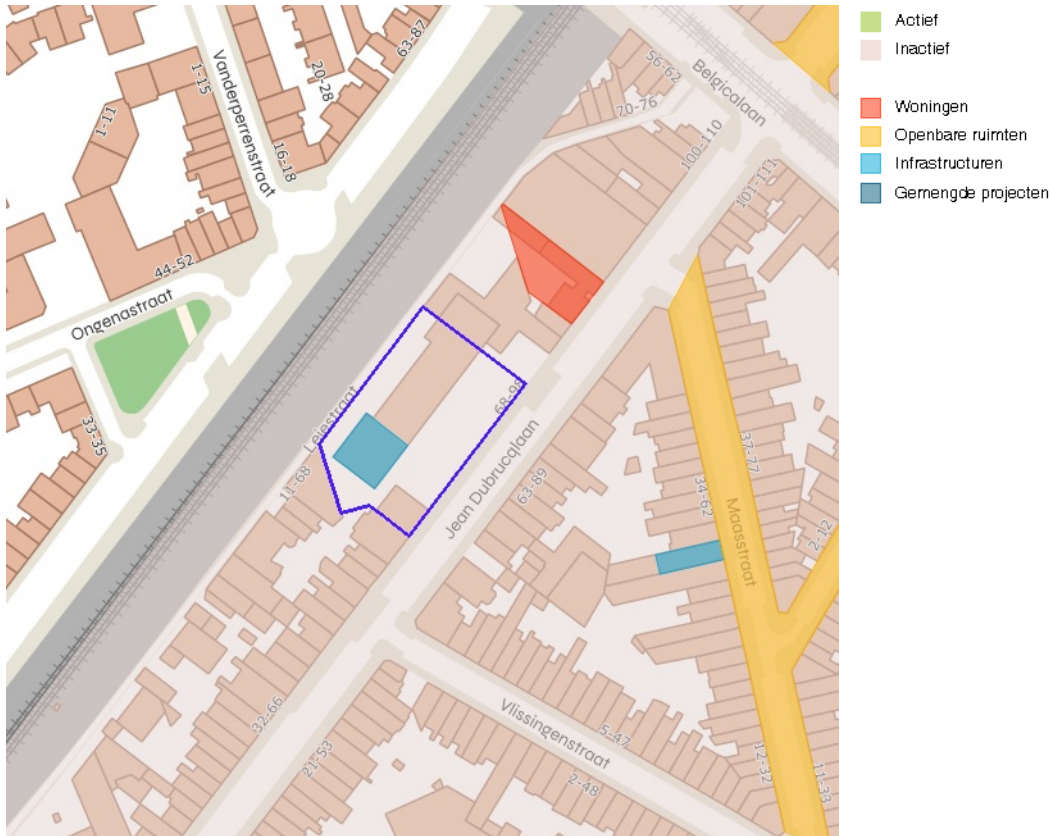 Actief
Inactief
Woningen
Openbare ruimten
Infrastructuren
Gemengde projecten
63-87
56-62
Belgicalaan
20-28
1-15
Vanderperrenstraat
70-76
1-11
100-110
16-18
101-111
44-52
Ongenastraat
68-98
Leiestraat
33-35
37-77
11-68
Jean Dubrucqlaan
63-89
34-62
Maasstraat
2-12
32-66
Vlissingenstraat
5-47
21-53
2-48
12-32
11-33